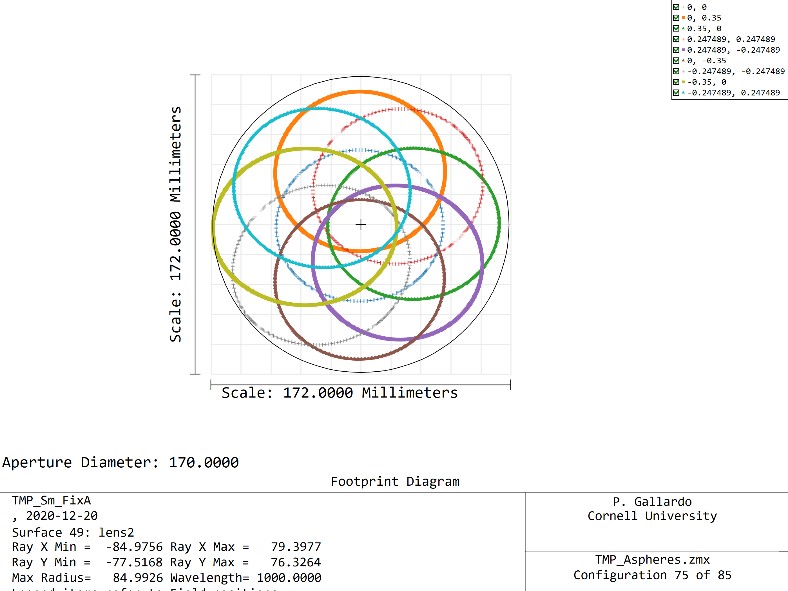 0, 0
0, 0.35
0.35, 0
0.247489, 0.247489
0.247489, -0.247489
0, -0.35
-0.247489, -0.247489
-0.35, 0
-0.247489, 0.247489
Scale: 172.0000 Millimeters
Scale: 172.0000 Millimeters
Aperture Diameter: 170.0000
Footprint Diagram
TMP_Sm_FixA
, 2020-12-20
Surface 49: lens2
Ray X Min = -84.9756 Ray X Max = 79.3977
Ray Y Min = -77.5168 Ray Y Max = 76.3264
Max Radius= 84.9926 Wavelength= 1000.0000
P. Gallardo
Cornell University
TMP_Aspheres.zmx
Configuration 75 of 85